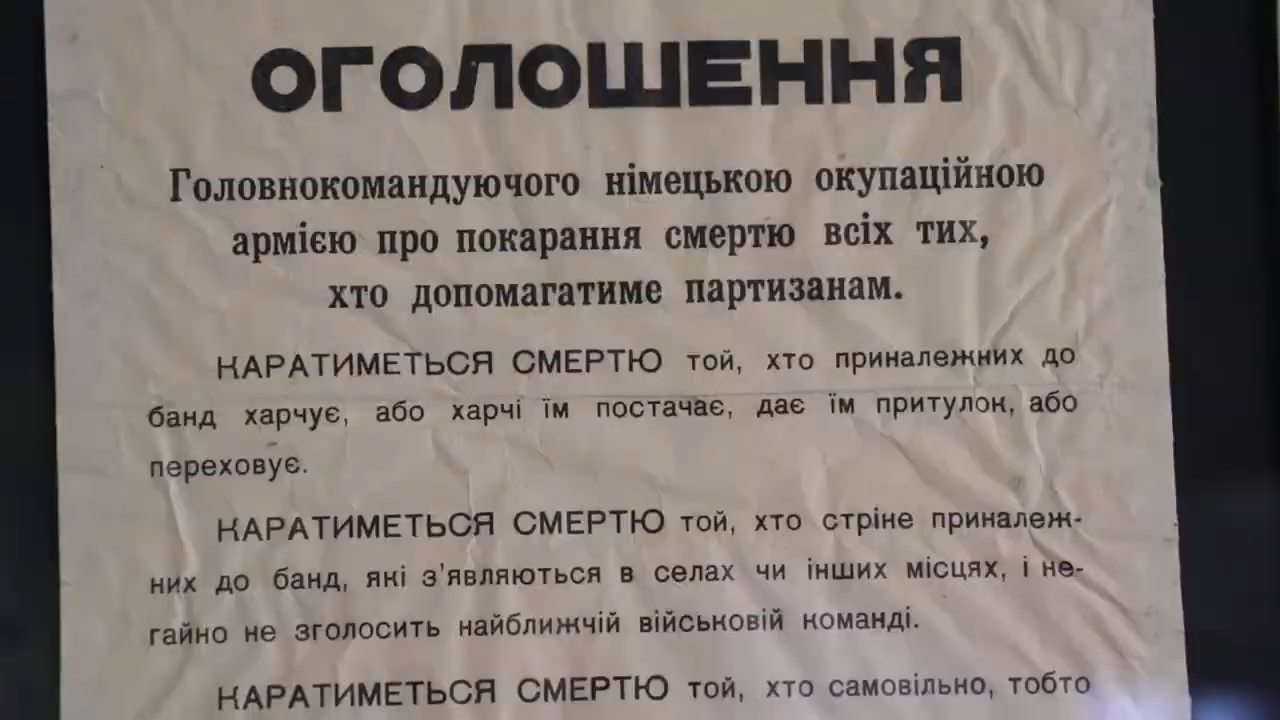 ОГОЛОШЕННЯ
Головнокомандуючого німецькою окупаційною
армією про покарання смертю всіх тих,
хто допомагатиме партизанам.
КАРАТИМЕТЬСЯ СМЕРТЮ той, хто приналежних до
банд харчує, або харчі їм постачає, дає їм притулок, або
переховує.
КАРАТИМЕТЬСЯ СМЕРТЮ той, хто стріне приналеж-
них до банд, які з'являються в селах чи інших місцях, і не-
гайно не зголосить найближчій військовій команді.
КАРАТИМЕТЬСЯ СМЕРТЮ той, хто самовільно, тобто